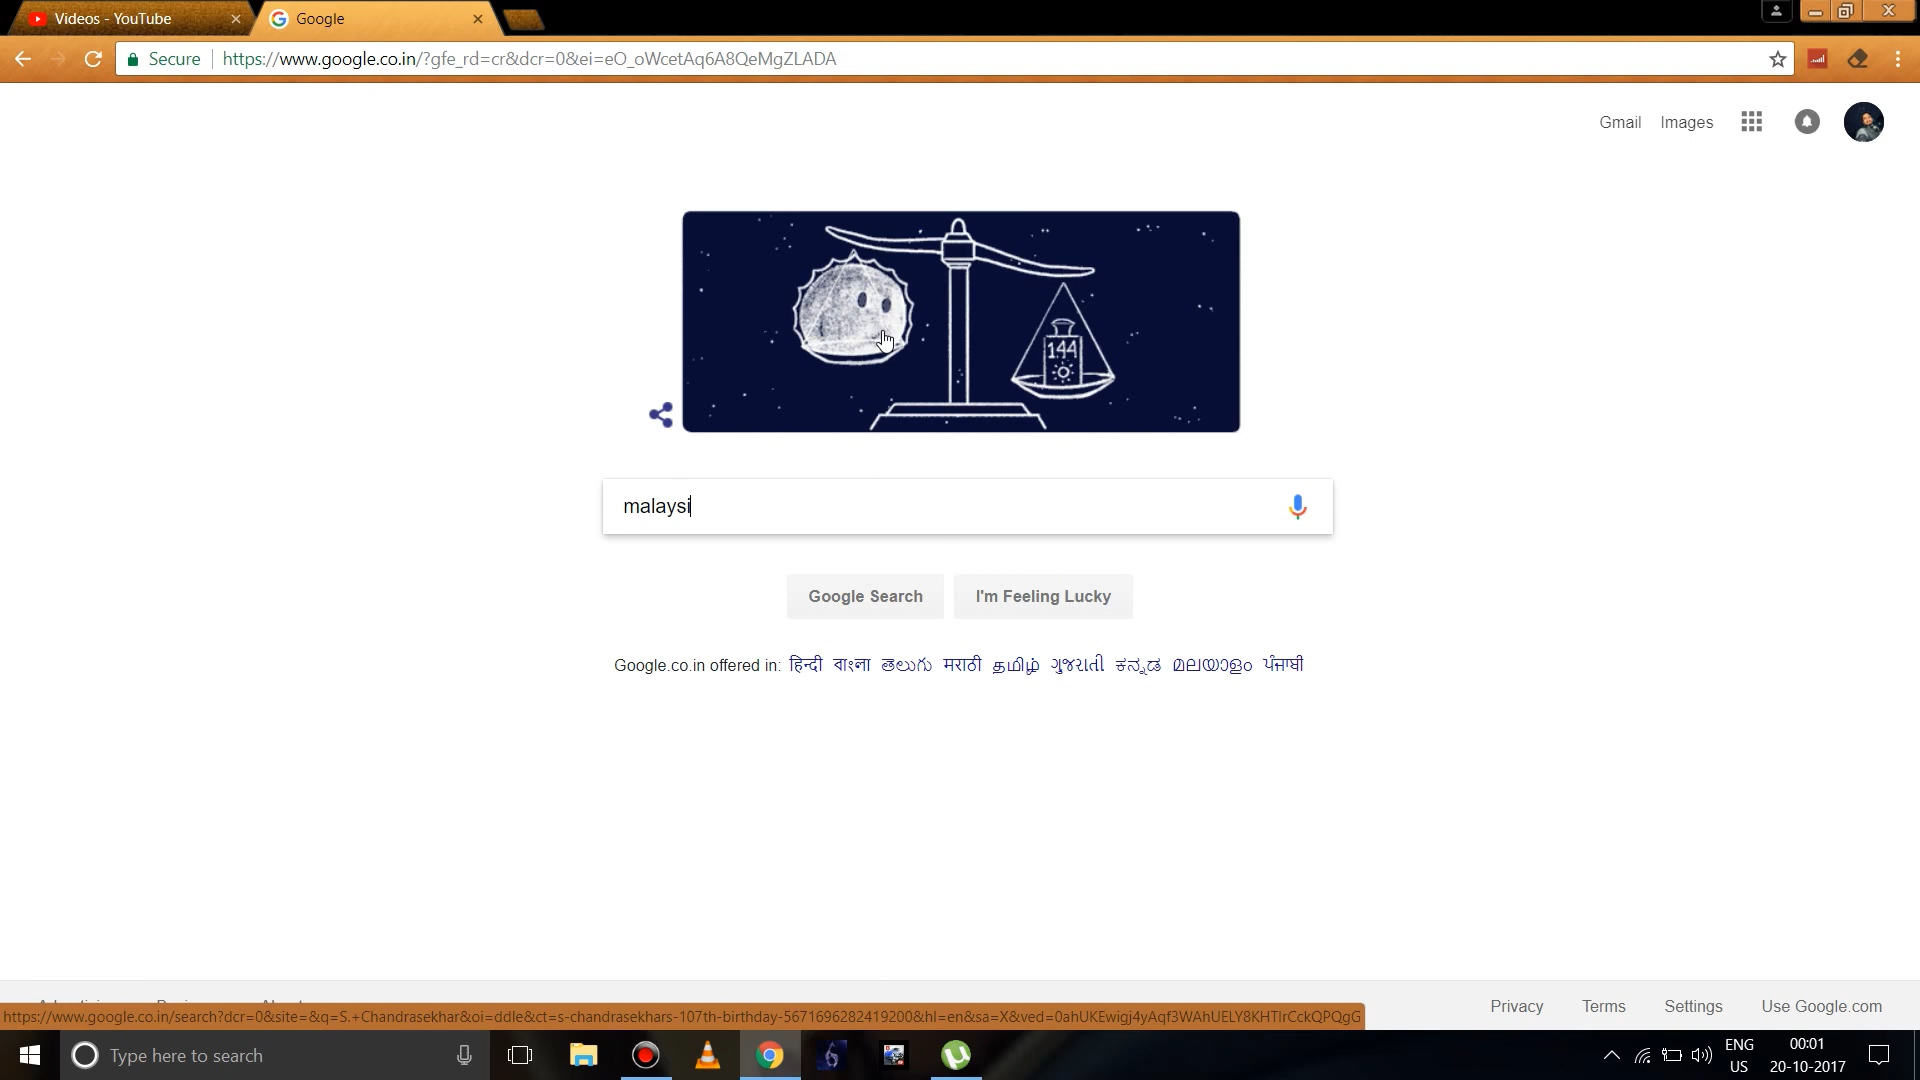 Videos - YouTube
Google
Secure
https://www.google.co.in/?gfe_rd=cr&dcr=0&ei=eO_oWcetAq6A8QeMgZLADA
Gmail
Images
1.44
malaysi
Google Search
I'm Feeling Lucky
Google.co.in offered in: हिन्दी বাংলা తెలుగు मराठी தமிழ் ગુજરાતી ಕನ್ನಡ മലയാളം ਪੰਜਾਬੀ
Privacy
Terms
Settings
Use Google.com
https://www.google.co.in/search?dcr=0&site=&q=S.+Chandrasekhar&oi=ddle&ct=s-chandrasekhars-107th-birthday-5671696282419200&hl=en&sa=X&ved=0ahUKEwigj4yAqf3WAhUELY8KHTlrCckQPQgG
Type here to search
ENG
US
00:01
20-10-2017